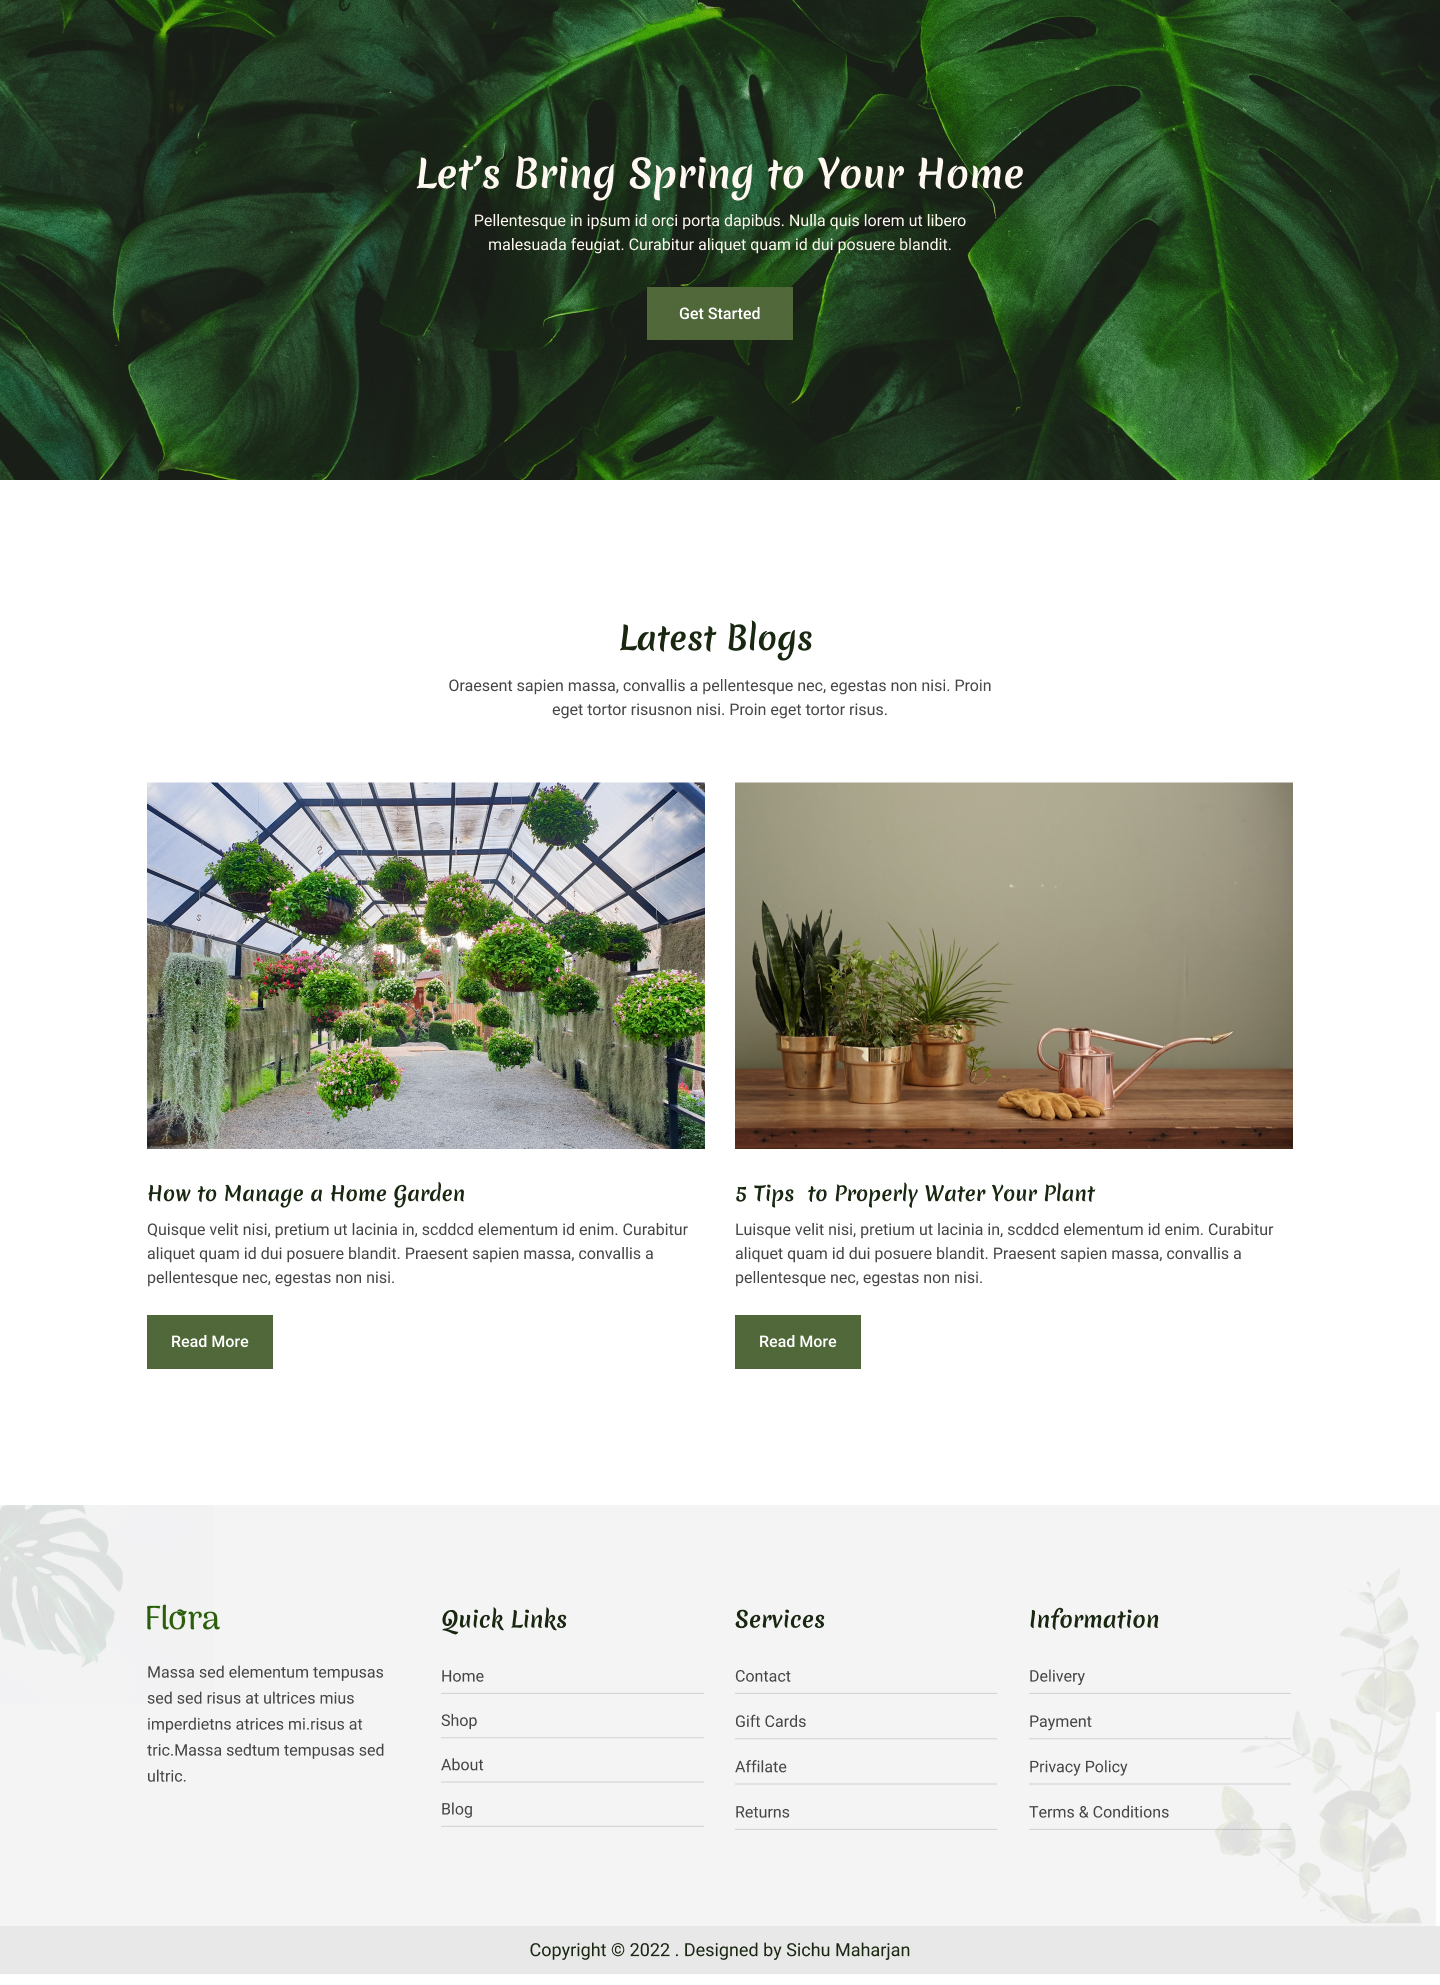 Let’s Bring Spring to Your Home
Pellentesque in ipsum id orci porta dapibus. Nulla quis lorem ut libero
malesuada feugiat. Curabitur aliquet quam id dui posuere blandit.
Get Started
Latest Blogs
Oraesent sapien massa, convallis a pellentesque nec, egestas non nisi. Proin
eget tortor risusnon nisi. Proin eget tortor risus.
How to Manage a Home Garden
Quisque velit nisi, pretium ut lacinia in, scddcd elementum id enim. Curabitur
aliquet quam id dui posuere blandit. Praesent sapien massa, convallis a
pellentesque nec, egestas non nisi.
Read More
5 Tips  to Properly Water Your Plant
Luisque velit nisi, pretium ut lacinia in, scddcd elementum id enim. Curabitur
aliquet quam id dui posuere blandit. Praesent sapien massa, convallis a
pellentesque nec, egestas non nisi.
Read More
Flora
Massa sed elementum tempusas
sed sed risus at ultrices mius
imperdietns atrices mi.risus at
tric.Massa sedtum tempusas sed
ultric.
Quick Links
Home
Shop
About
Blog
Services
Contact
Gift Cards
Affilate
Returns
Information
Delivery
Payment
Privacy Policy
Terms & Conditions
Copyright © 2022 . Designed by Sichu Maharjan